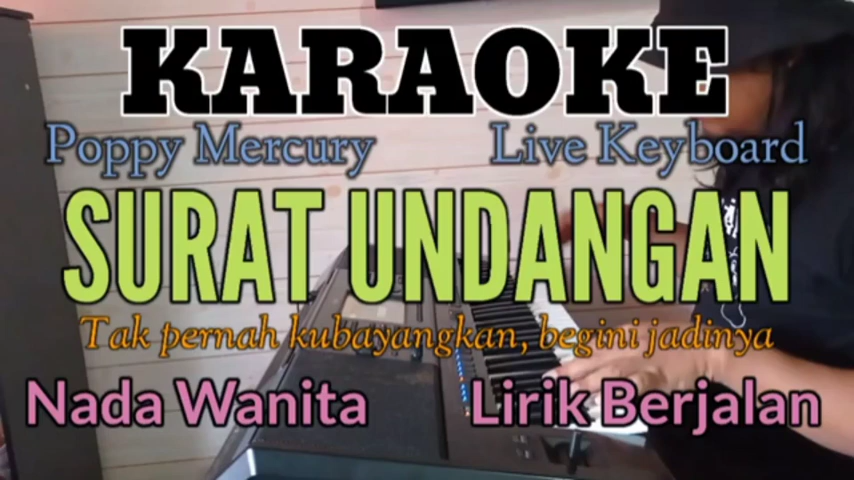 KARAOKE
Poppy Mercury Live Keyboard
SURAT UNDANGAN
Tak pernah kubayangkan, begini jadinya
Nada Wanita Lirik Berjalan